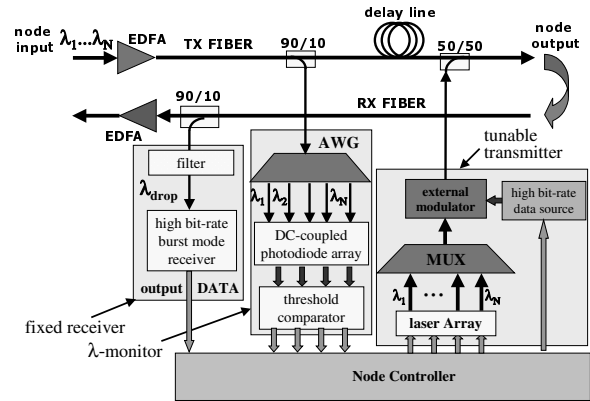 node input
λ1...λN
EDFA
TX FIBER
90/10
delay line
50/50
node output
EDFA
90/10
RX FIBER
tunable transmitter
filter
λdrop
high bit-rate burst mode receiver
output DATA
fixed receiver
AWG
λ1 λ2 λN
DC-coupled photodiode array
threshold comparator
λ-monitor
external modulator
high bit-rate data source
MUX
λ1 ... λN
laser Array
Node Controller